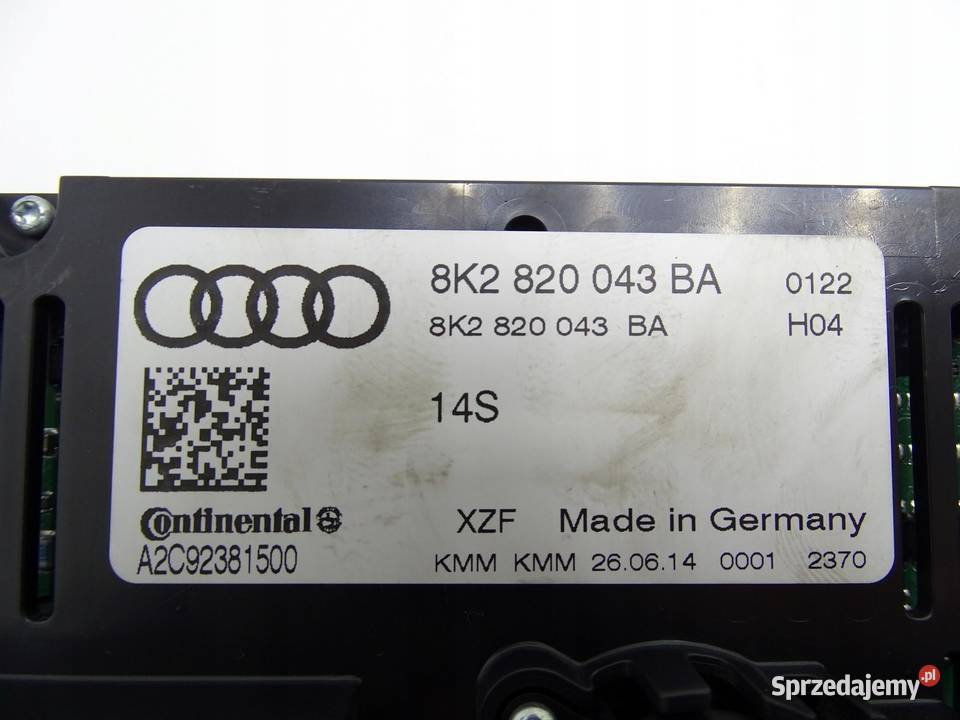 8K2 820 043 BA 0122
8K2 820 043 BA H04
14S
Continental
XZF Made in Germany
A2C92381500
KMM KMM 26.06.14 0001 2370
Sprzedajemy.pl